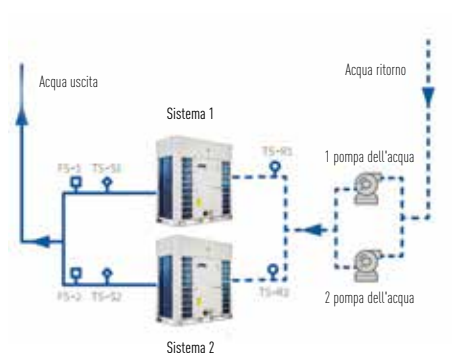 Acqua uscita
Acqua ritorno
Sistema 1
FS-1
TS-S1
TS-R1
1 pompa dell'acqua
FS-2
TS-S2
TS-R2
2 pompa dell'acqua
Sistema 2